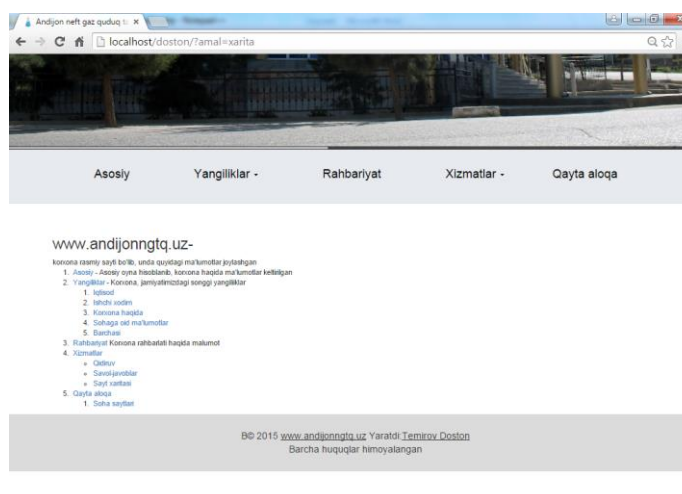 Andijon neft gaz quduq t
localhost/doston/?amal=xarita
Asosiy Yangiliklar Rahbariyat Xizmatlar Qayta aloqa
www.andijonngtq.uz-
korxona rasmiy sayti bo'lib, unda quyidagi ma'lumotlar joylashgan
1. Asosiy - Asosiy oyna hisoblanib, korxona haqida ma'lumotlar keltirilgan
2. Yangiliklar - Korxona, jamiyatimizdagi songgi yangiliklar
1. Iqtisod
2. Ishchi xodim
3. Korxona haqida
4. Sohaga oid ma'lumotlar
5. Barchasi
3. Rahbariyat Korxona rahbariati haqida malumot
4. Xizmatlar
Qidiruv
Savol-javoblar
Sayt xaritasi
5. Qayta aloqa
1. Soha saytlari
B© 2015 www.andijonngtq.uz Yaratdi:Temirov Doston
Barcha huquqlar himoyalangan